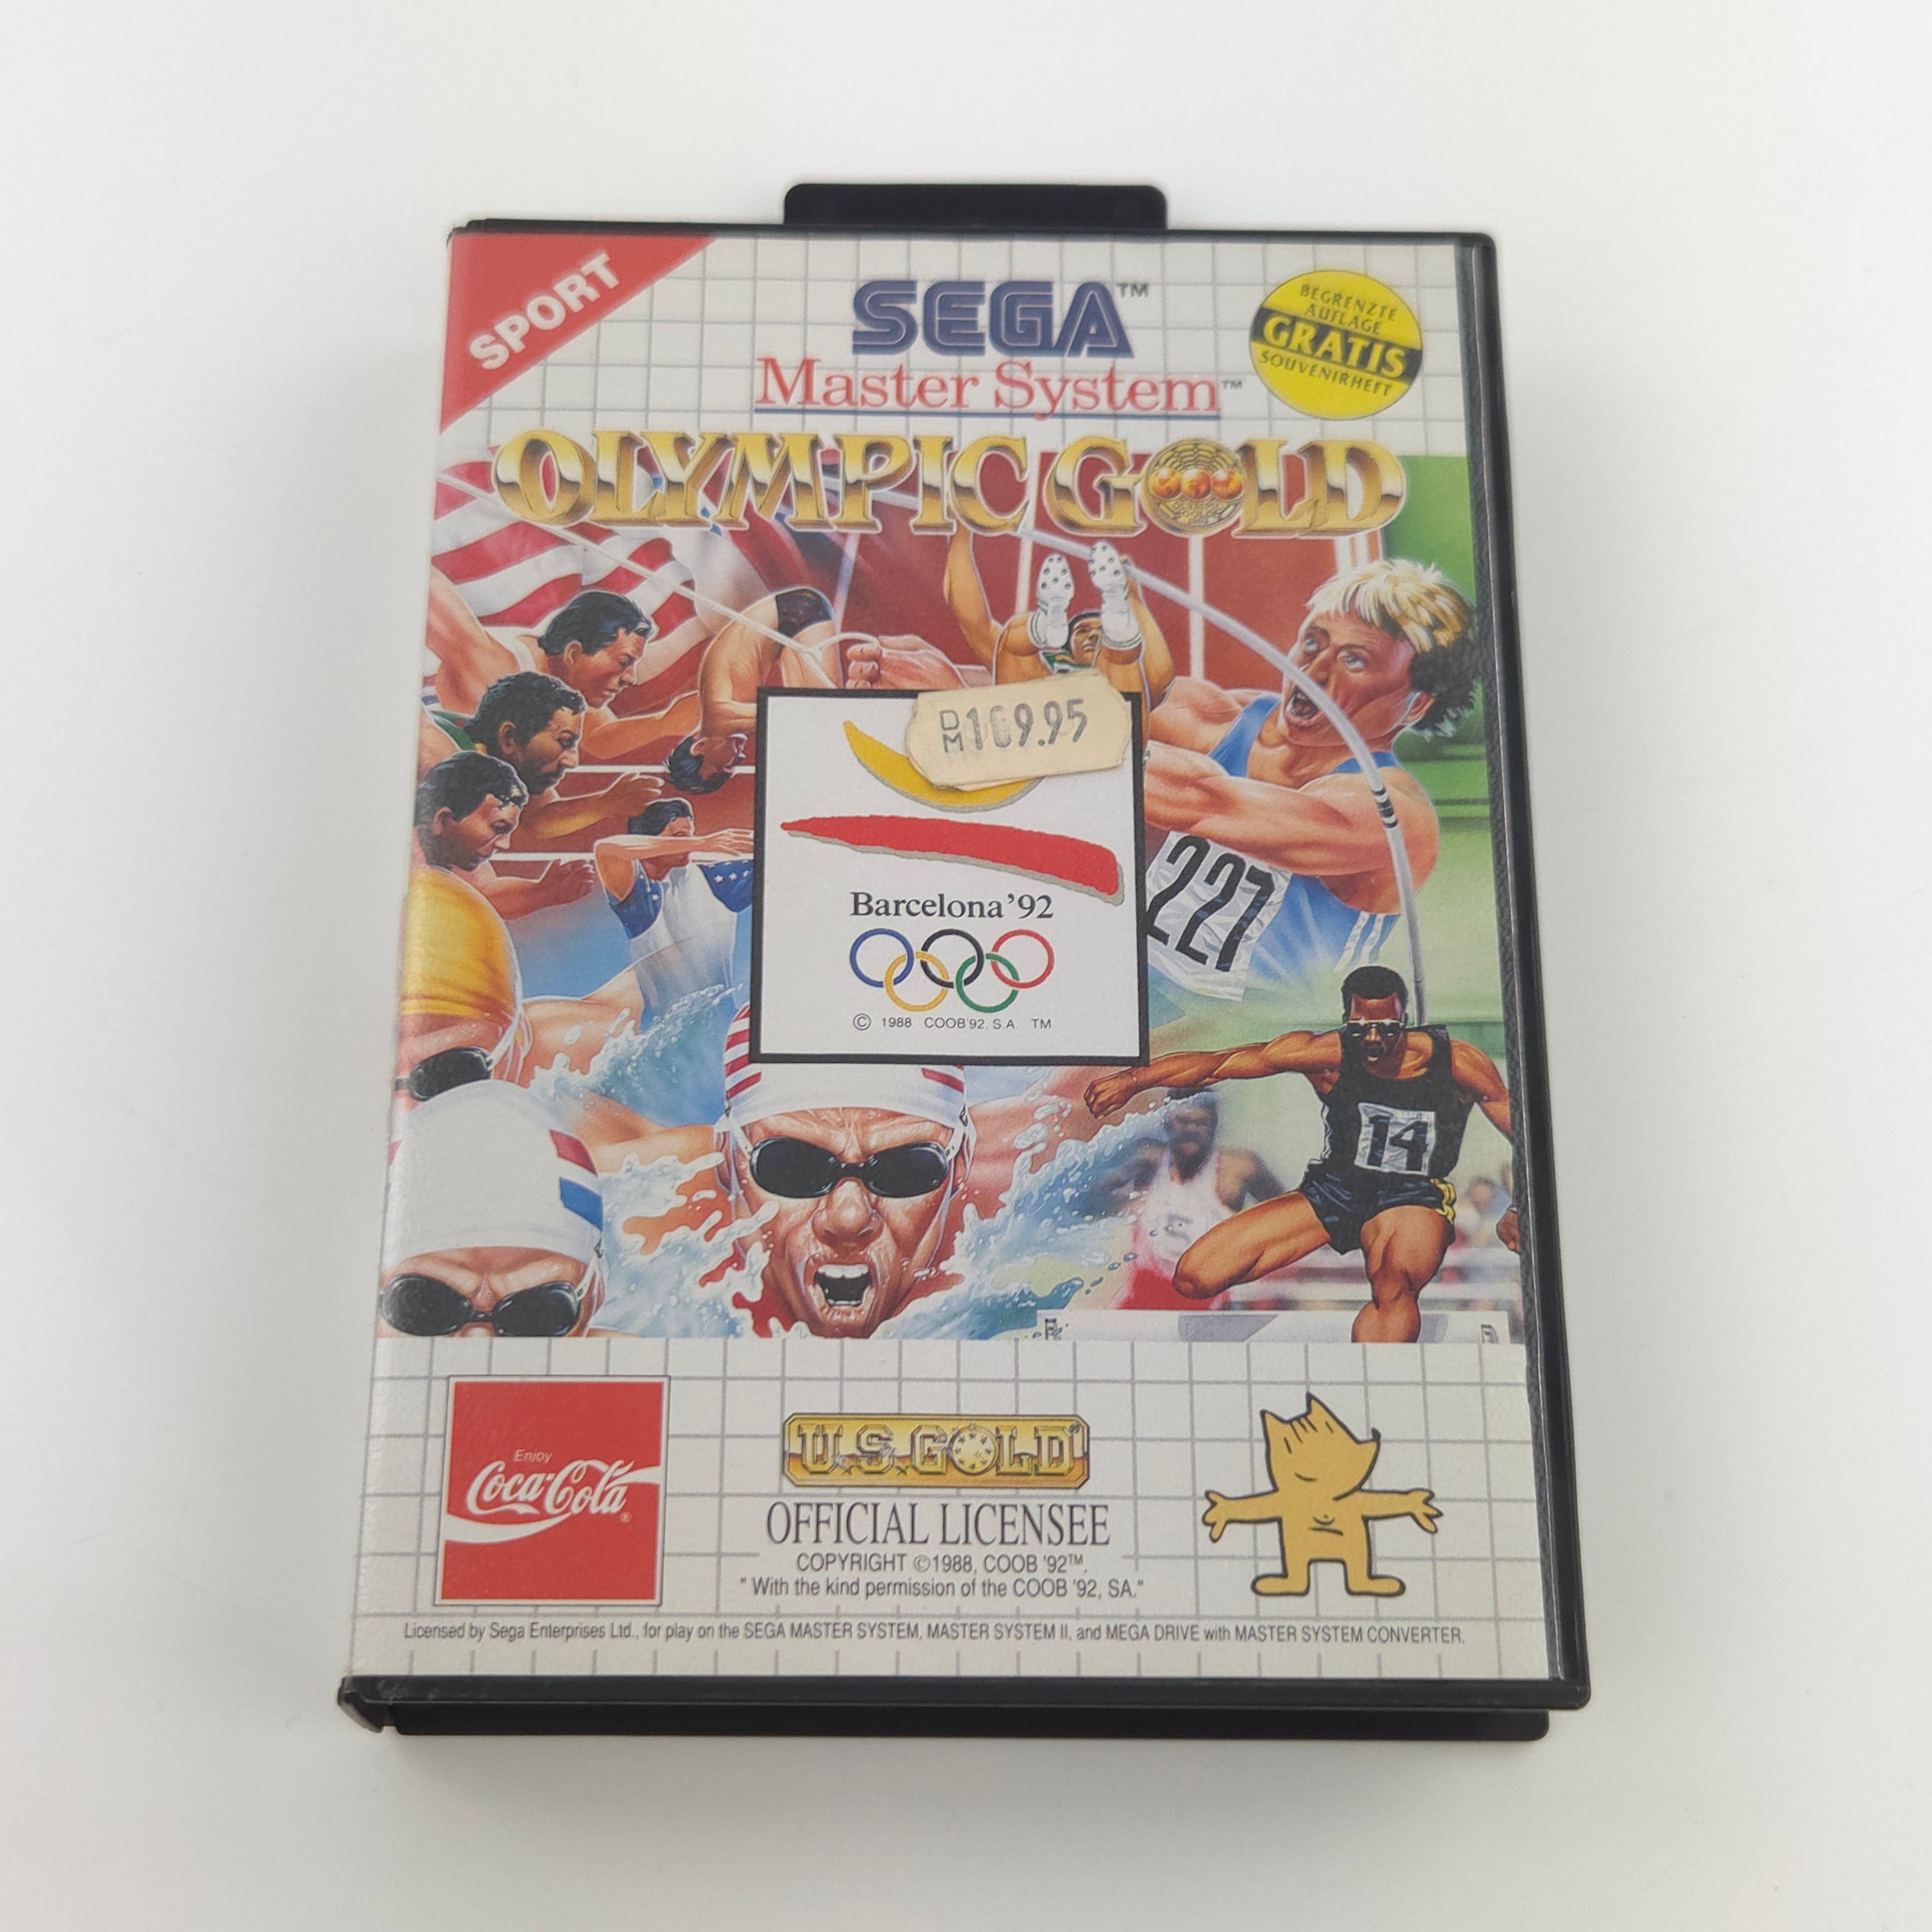 SPORT
SEGA™
Master System™
BEGRENZTE
AUFLAGE
GRATIS
SOUVENIRHEFT
OLYMPIC GOLD
DM 109.95
Barcelona '92
© 1988 COOB'92, S.A. TM
227
14
Enjoy
Coca-Cola®
U.S. GOLD®
OFFICIAL LICENSEE
COPYRIGHT ©1988, COOB '92™.
" With the kind permission of the COOB '92, SA."
Licensed by Sega Enterprises Ltd., for play on the SEGA MASTER SYSTEM, MASTER SYSTEM II, and MEGA DRIVE with MASTER SYSTEM CONVERTER.